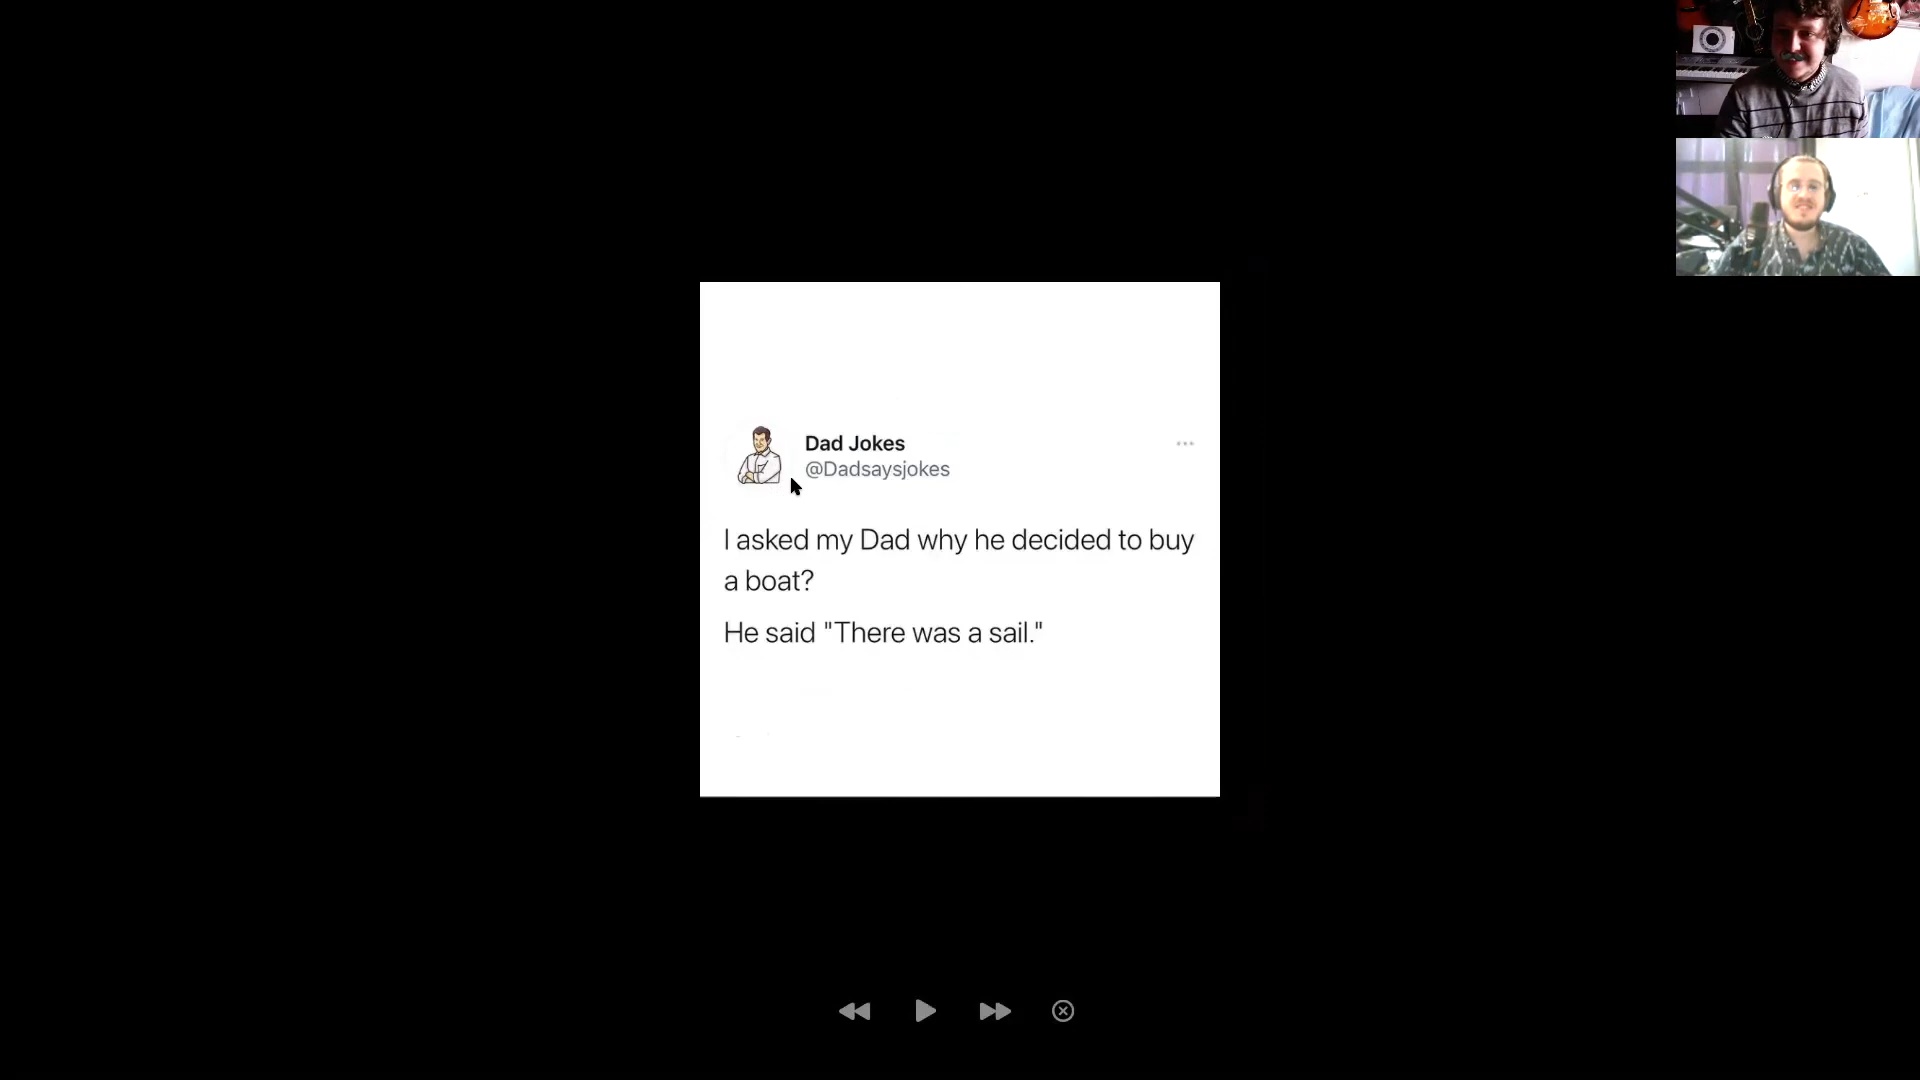 Dad Jokes
@Dadsaysjokes
I asked my Dad why he decided to buy
a boat?
He said "There was a sail."